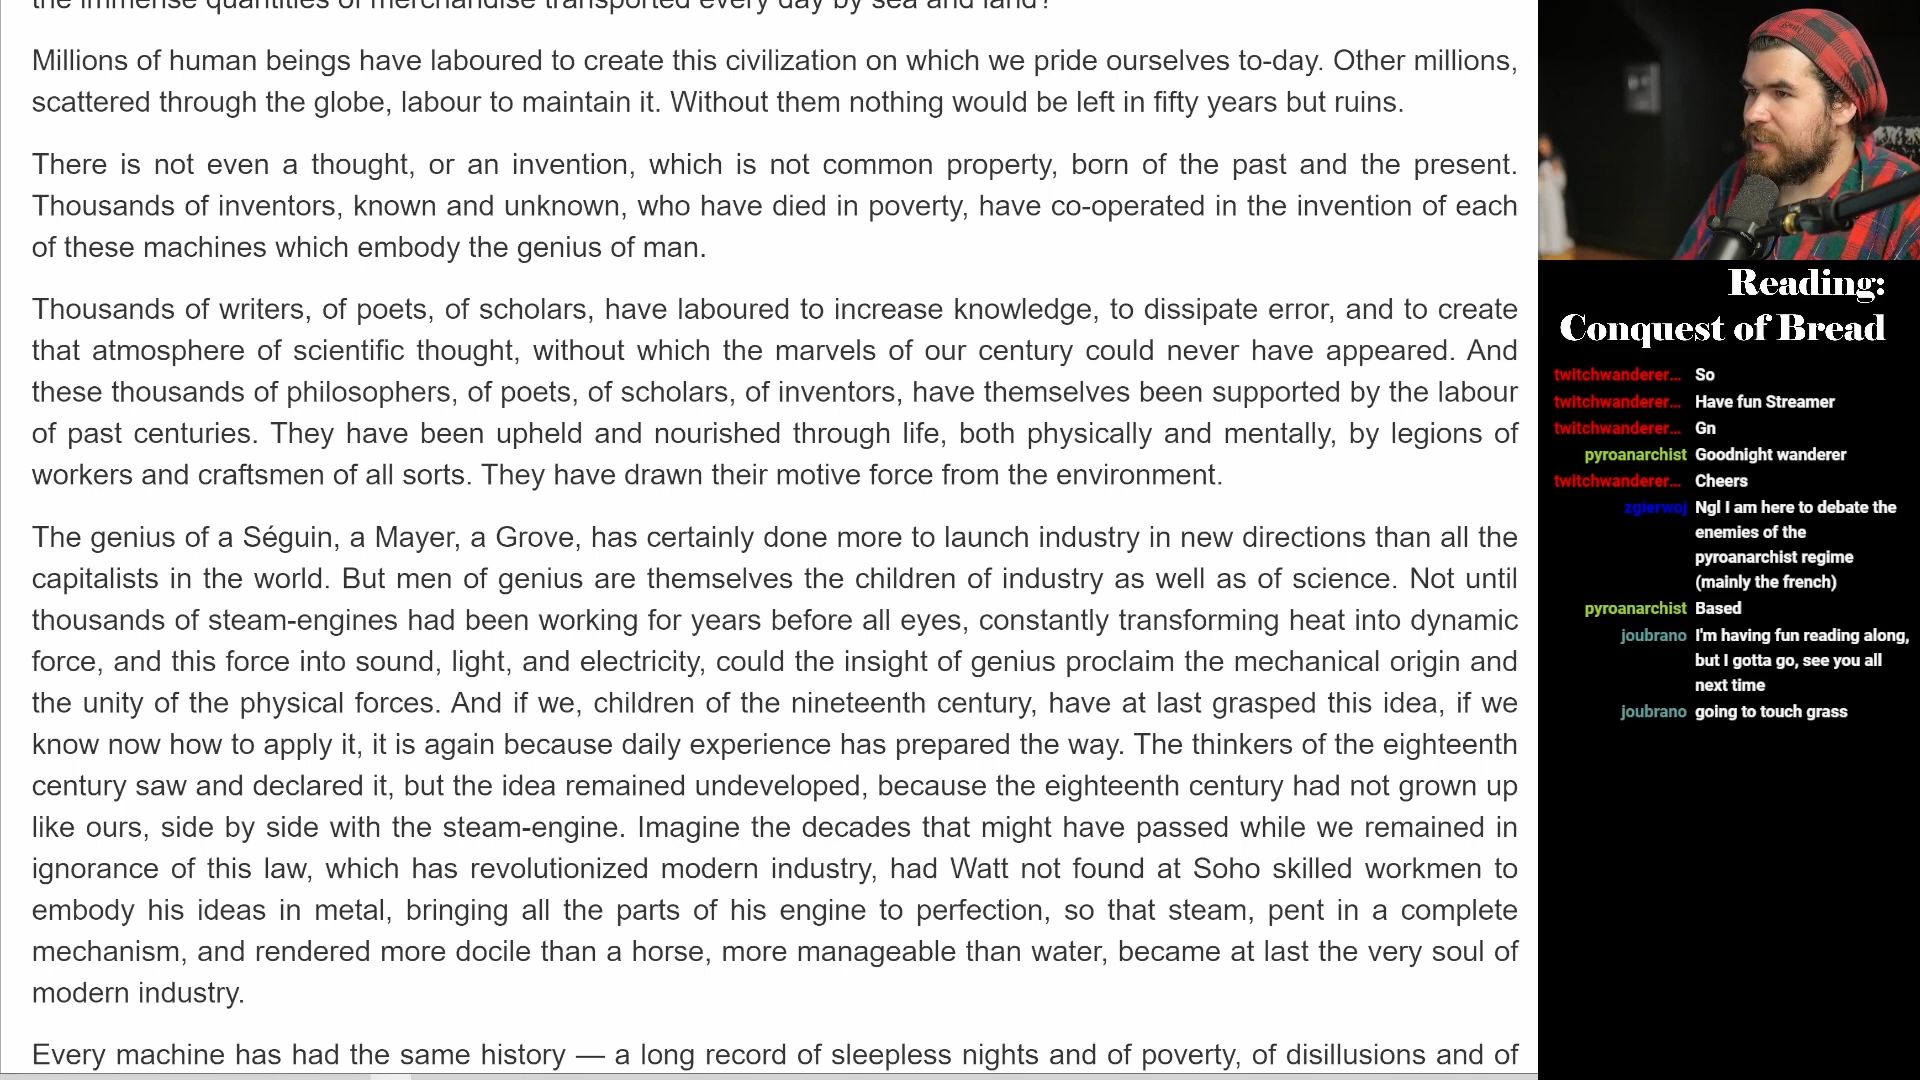 the immense quantities of merchandise transported every day by sea and land?
Millions of human beings have laboured to create this civilization on which we pride ourselves to-day. Other millions,
scattered through the globe, labour to maintain it. Without them nothing would be left in fifty years but ruins.
There is not even a thought, or an invention, which is not common property, born of the past and the present.
Thousands of inventors, known and unknown, who have died in poverty, have co-operated in the invention of each
of these machines which embody the genius of man.
Thousands of writers, of poets, of scholars, have laboured to increase knowledge, to dissipate error, and to create
that atmosphere of scientific thought, without which the marvels of our century could never have appeared. And
these thousands of philosophers, of poets, of scholars, of inventors, have themselves been supported by the labour
of past centuries. They have been upheld and nourished through life, both physically and mentally, by legions of
workers and craftsmen of all sorts. They have drawn their motive force from the environment.
The genius of a Séguin, a Mayer, a Grove, has certainly done more to launch industry in new directions than all the
capitalists in the world. But men of genius are themselves the children of industry as well as of science. Not until
thousands of steam-engines had been working for years before all eyes, constantly transforming heat into dynamic
force, and this force into sound, light, and electricity, could the insight of genius proclaim the mechanical origin and
the unity of the physical forces. And if we, children of the nineteenth century, have at last grasped this idea, if we
know now how to apply it, it is again because daily experience has prepared the way. The thinkers of the eighteenth
century saw and declared it, but the idea remained undeveloped, because the eighteenth century had not grown up
like ours, side by side with the steam-engine. Imagine the decades that might have passed while we remained in
ignorance of this law, which has revolutionized modern industry, had Watt not found at Soho skilled workmen to
embody his ideas in metal, bringing all the parts of his engine to perfection, so that steam, pent in a complete
mechanism, and rendered more docile than a horse, more manageable than water, became at last the very soul of
modern industry.
Every machine has had the same history — a long record of sleepless nights and of poverty, of disillusions and of
Reading:
Conquest of Bread
twitchwanderer... So
twitchwanderer... Have fun Streamer
twitchwanderer... Gn
pyroanarchist Goodnight wanderer
twitchwanderer... Cheers
zgierwoj Ngl I am here to debate the
enemies of the
pyroanarchist regime
(mainly the french)
pyroanarchist Based
joubrano I'm having fun reading along,
but I gotta go, see you all
next time
joubrano going to touch grass